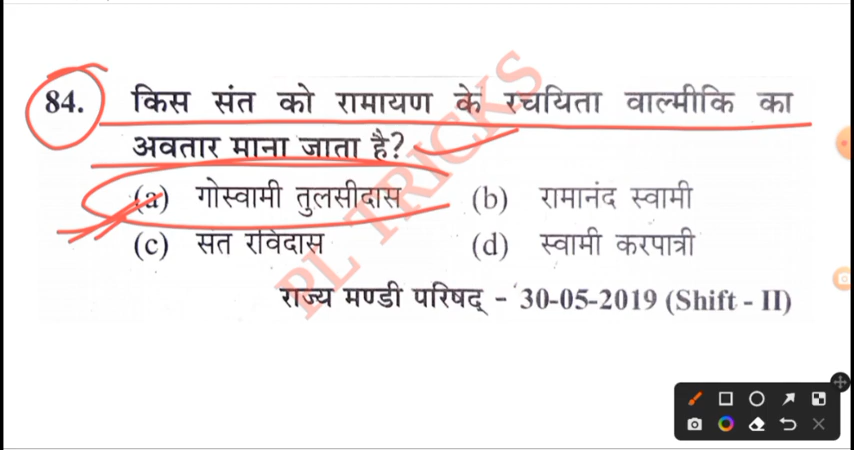 84. किस संत को रामायण के रचयिता वाल्मीकि का
अवतार माना जाता है?
(a) गोस्वामी तुलसीदास (b) रामानंद स्वामी
(c) संत रविदास (d) स्वामी करपात्री
राज्य मण्डी परिषद् - 30-05-2019 (Shift - II)
PL TRICKS